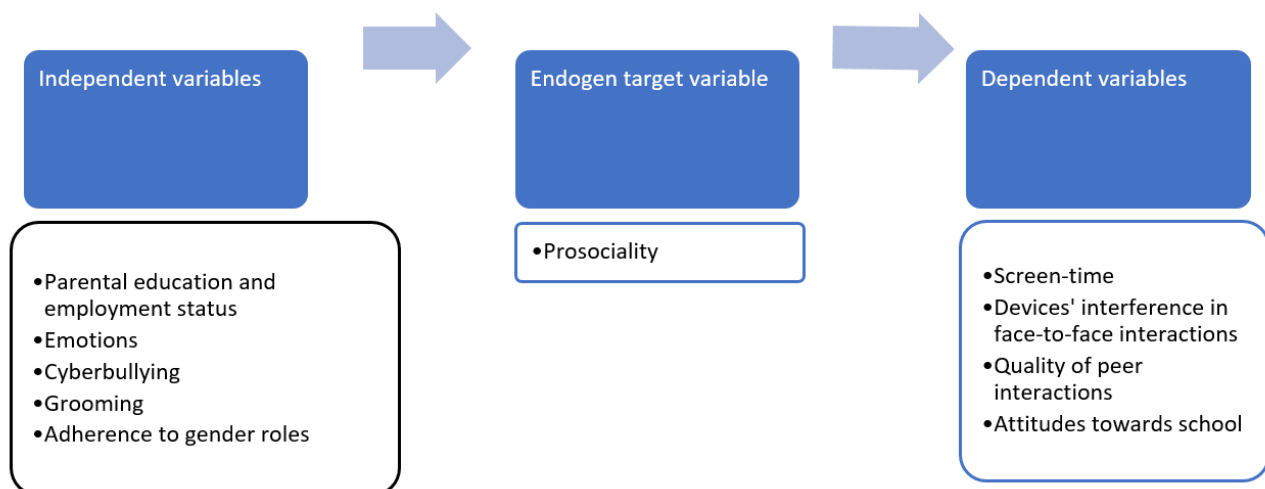 Independent variables
Endogen target variable
Dependent variables
•Parental education and
employment status
•Emotions
•Cyberbullying
•Grooming
•Adherence to gender roles
•Prosociality
•Screen-time
•Devices' interference in
face-to-face interactions
•Quality of peer
interactions
•Attitudes towards school